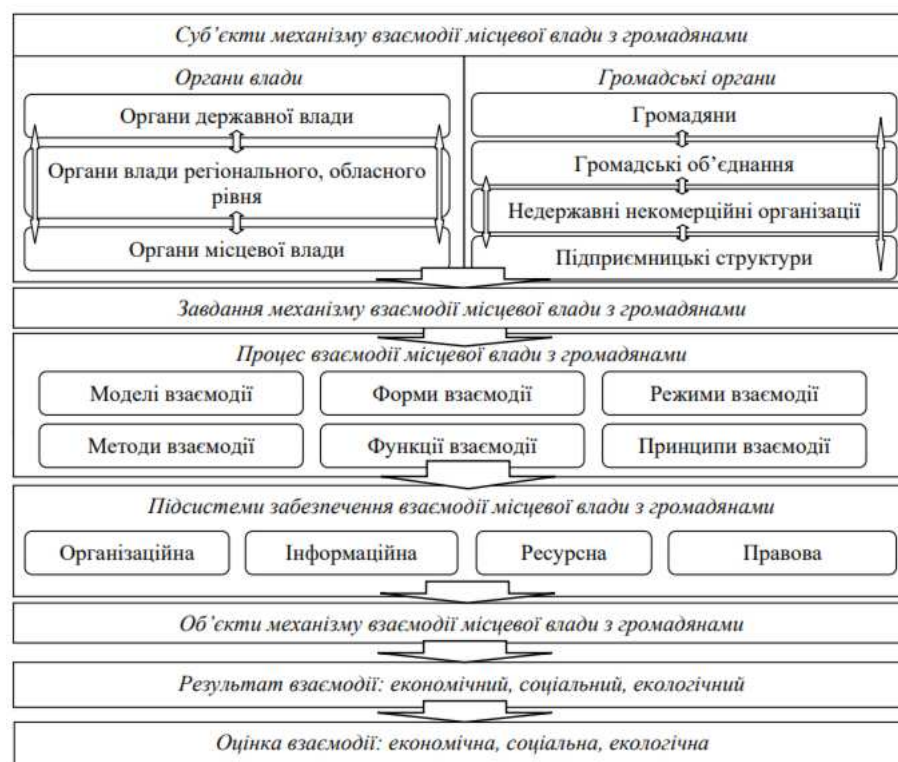 Суб’єкти механізму взаємодії місцевої влади з громадянами
Органи влади
Органи державної влади
Органи влади регіонального, обласного
рівня
Органи місцевої влади
Громадські органи
Громадяни
Громадські об’єднання
Недержавні некомерційні організації
Підприємницькі структури
Завдання механізму взаємодії місцевої влади з громадянами
Процес взаємодії місцевої влади з громадянами
Моделі взаємодії
Форми взаємодії
Режими взаємодії
Методи взаємодії
Функції взаємодії
Принципи взаємодії
Підсистеми забезпечення взаємодії місцевої влади з громадянами
Організаційна
Інформаційна
Ресурсна
Правова
Об’єкти механізму взаємодії місцевої влади з громадянами
Результат взаємодії: економічний, соціальний, екологічний
Оцінка взаємодії: економічна, соціальна, екологічна